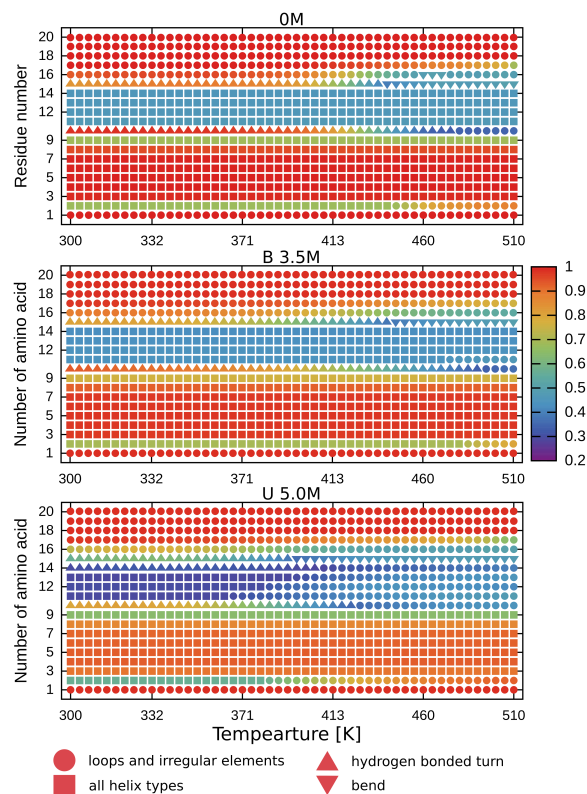 0M
Residue number
20
18
16
14
12
9
7
5
3
1
300 332 371 413 460 510
B 3.5M
Number of amino acid
20
18
16
14
12
9
7
5
3
1
300 332 371 413 460 510
1
0.9
0.8
0.7
0.6
0.5
0.4
0.3
0.2
U 5.0M
Number of amino acid
20
18
16
14
12
9
7
5
3
1
300 332 371 413 460 510
Tempearture [K]
loops and irregular elements
hydrogen bonded turn
all helix types
bend